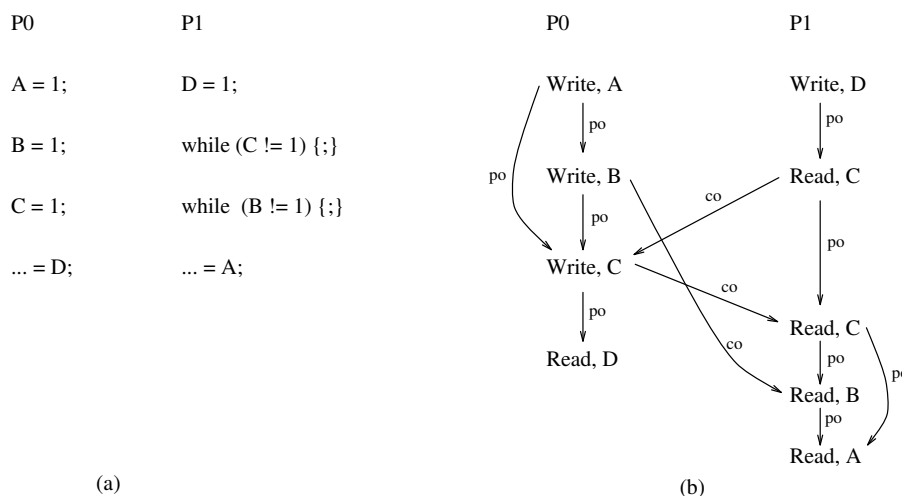 P0 P1
A = 1; D = 1;
B = 1; while (C != 1) {;}
C = 1; while (B != 1) {;}
... = D; ... = A;
(a)
P0 P1
Write, A Write, D
po po
po Write, B co Read, C
po po
Write, C co
po Read, C
Read, D co po po
Read, B
po
Read, A
(b)